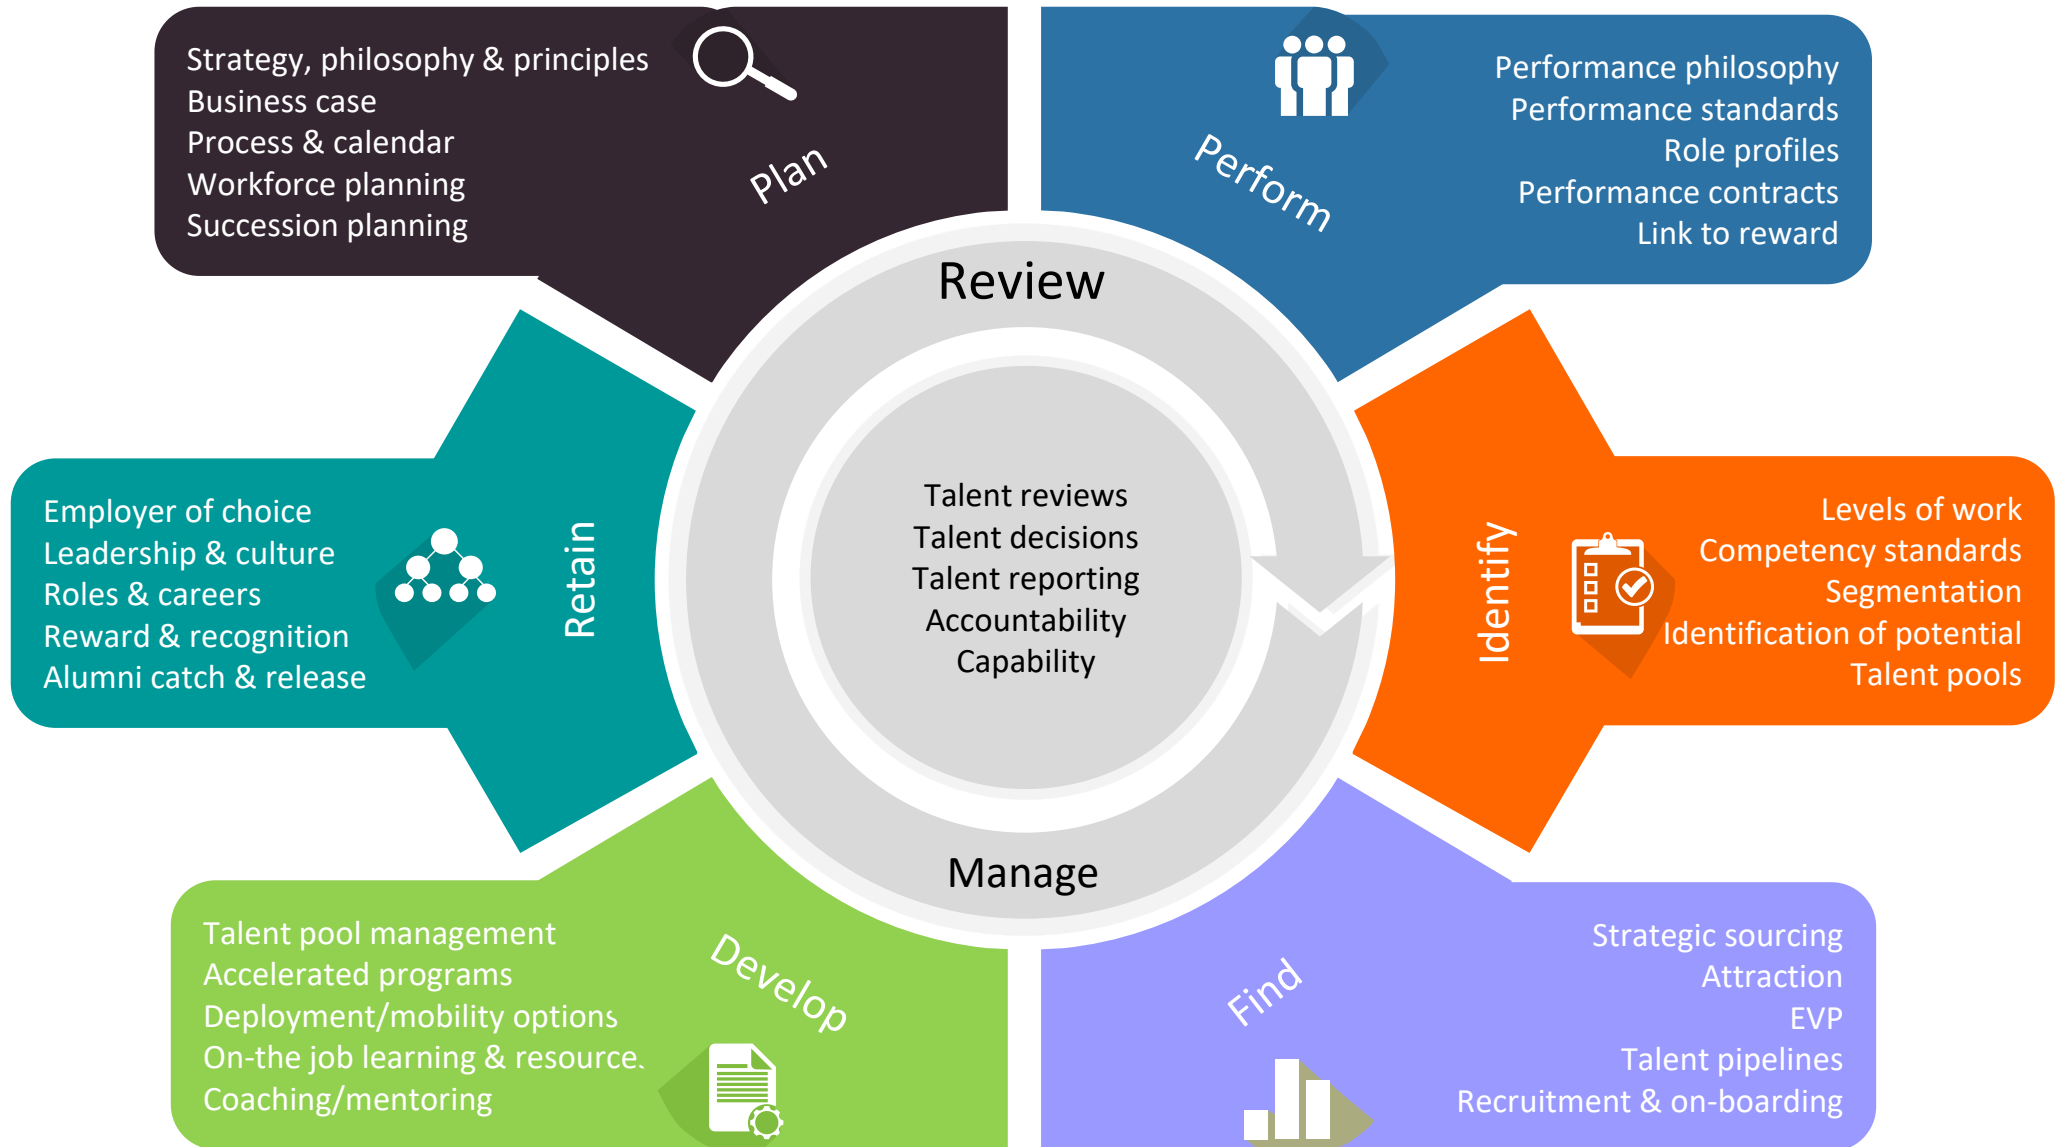 Strategy, philosophy & principles
Business case
Process & calendar
Workforce planning
Succession planning
Plan
Perform
Performance philosophy
Performance standards
Role profiles
Performance contracts
Link to reward
Review
Employer of choice
Leadership & culture
Roles & careers
Reward & recognition
Alumni catch & release
Retain
Talent reviews
Talent decisions
Talent reporting
Accountability
Capability
Identify
Levels of work
Competency standards
Segmentation
Identification of potential
Talent pools
Manage
Talent pool management
Accelerated programs
Deployment/mobility options
On-the job learning & resource
Coaching/mentoring
Develop
Find
Strategic sourcing
Attraction
EVP
Talent pipelines
Recruitment & on-boarding